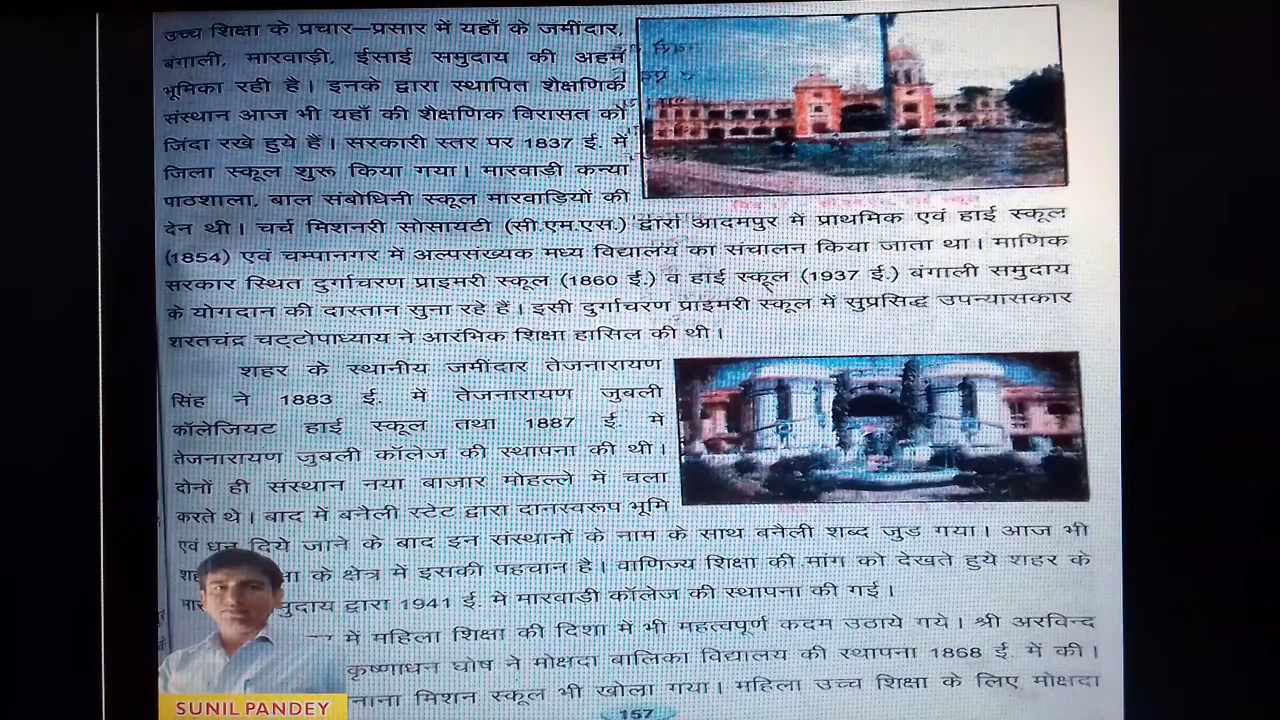 उच्च शिक्षा के प्रचार–प्रसार में यहाँ के जमींदार,
बंगाली, मारवाड़ी, ईसाई समुदाय की अहम
भूमिका रही है। इनके द्वारा स्थापित शैक्षणिक
संस्थान आज भी यहाँ की शैक्षणिक विरासत को
जिंदा रखे हुये हैं। सरकारी स्तर पर 1837 ई. में
जिला स्कूल शुरू किया गया। मारवाड़ी कन्या
पाठशाला, बाल संबोधिनी स्कूल मारवाड़ियों की
देन थी। चर्च मिशनरी सोसायटी (सी.एम.एस.) द्वारा आदमपुर में प्राथमिक एवं हाई स्कूल
(1854) एवं चम्पानगर में अल्पसंख्यक मध्य विद्यालय का संचालन किया जाता था। माणिक
सरकार स्थित दुर्गाचरण प्राइमरी स्कूल (1860 ई.) व हाई स्कूल (1937 ई.) बंगाली समुदाय
के योगदान की दास्तान सुना रहे हैं। इसी दुर्गाचरण प्राइमरी स्कूल में सुप्रसिद्ध उपन्यासकार
शरतचंद्र चट्टोपाध्याय ने आरंभिक शिक्षा हासिल की थी।
शहर के स्थानीय जमींदार तेजनारायण
सिंह ने 1883 ई. में तेजनारायण जुबली
कॉलेजियट हाई स्कूल तथा 1887 ई. में
तेजनारायण जुबली कॉलेज की स्थापना की थी।
दोनों ही संस्थान नया बाजार मोहल्ले में चला
करते थे। बाद में बनैली स्टेट द्वारा दानस्वरूप भूमि
एवं धन दिये जाने के बाद इन संस्थानों के नाम के साथ बनैली शब्द जुड़ गया। आज भी
के क्षेत्र में इसकी पहचान है। वाणिज्य शिक्षा की मांग को देखते हुये शहर के
द्वारा 1941 ई. में मारवाड़ी कॉलेज की स्थापना की गई।
में महिला शिक्षा की दिशा में भी महत्वपूर्ण कदम उठाये गये। श्री अरविन्द
कृष्णाधन घोष ने मोक्षदा बालिका विद्यालय की स्थापना 1868 ई. में की।
मिशन स्कूल भी खोला गया। महिला उच्च शिक्षा के लिए मोक्षदा
157
SUNIL PANDEY